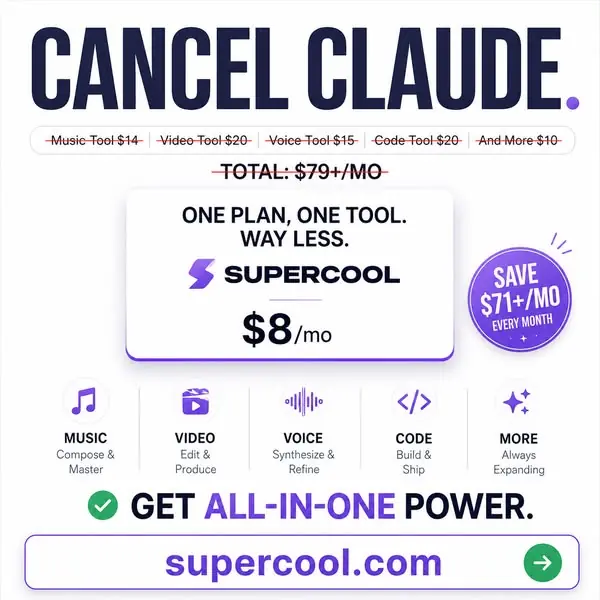 CANCEL CLAUDE.
Music Tool $14 Video Tool $20 Voice Tool $15 Code Tool $20 And More $10
TOTAL: $79+/MO
ONE PLAN, ONE TOOL.
WAY LESS.
SUPERCOOL
$8/mo
SAVE
$71+/MO
EVERY MONTH
MUSIC
Compose &
Master
VIDEO
Edit &
Produce
VOICE
Synthesize &
Refine
CODE
Build &
Ship
MORE
Always
Expanding
GET ALL-IN-ONE POWER.
supercool.com